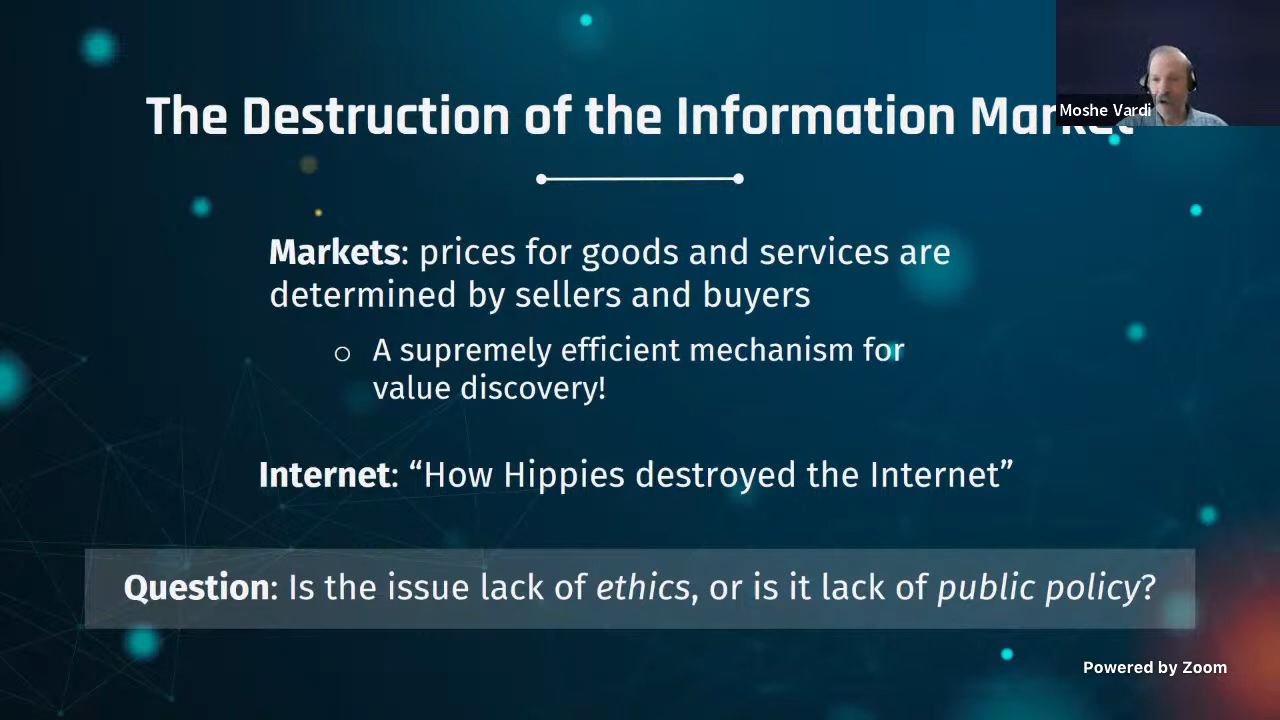 The Destruction of the Information Market
Moshe Vardi
Markets: prices for goods and services are
determined by sellers and buyers
○ A supremely efficient mechanism for
value discovery!
Internet: “How Hippies destroyed the Internet”
Question: Is the issue lack of ethics, or is it lack of public policy?
Powered by Zoom